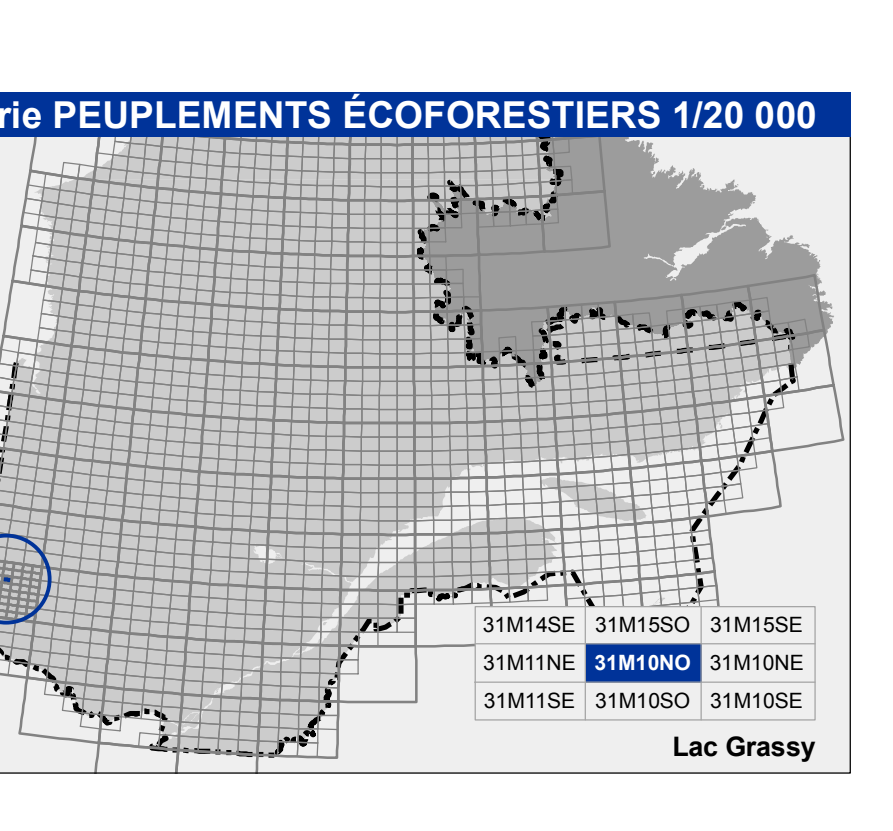 rie PEUPLEMENTS ÉCOFORESTIERS 1/20 000
31M14SE 31M15SO 31M15SE
31M11NE 31M10NO 31M10NE
31M11SE 31M10SO 31M10SE
Lac Grassy